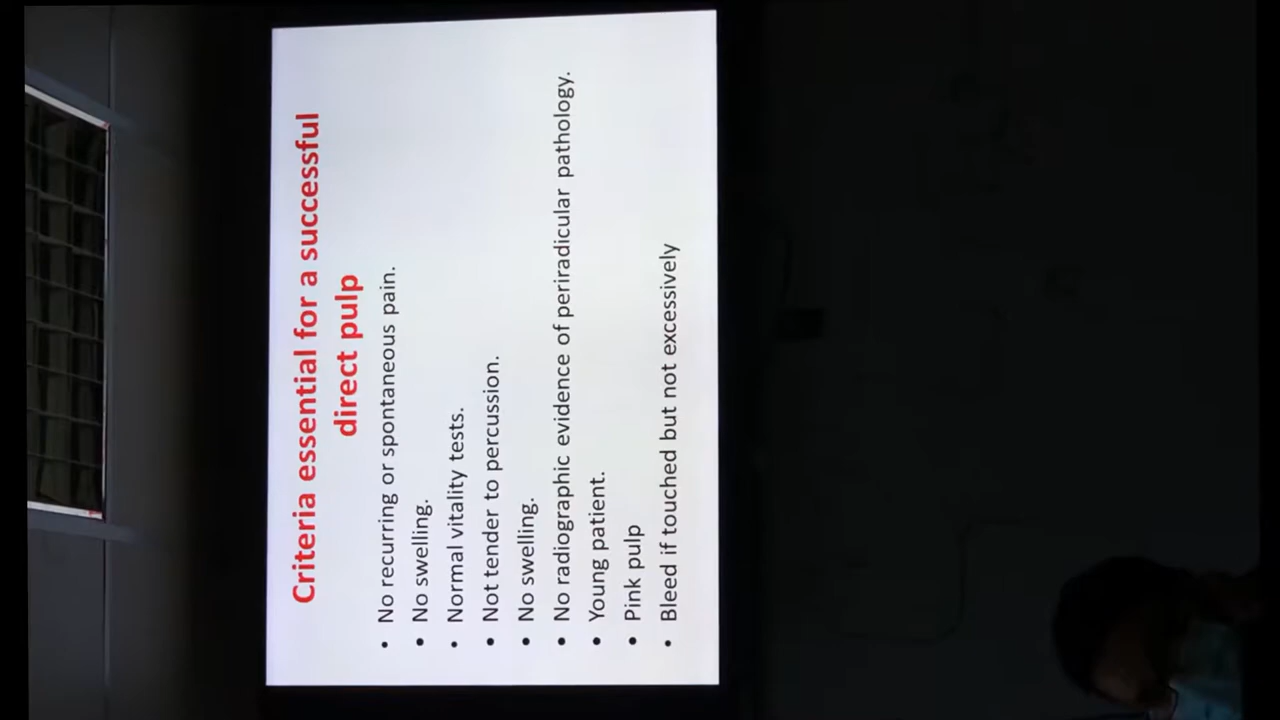 Criteria essential for a successful
direct pulp
• No recurring or spontaneous pain.
• No swelling.
• Normal vitality tests.
• Not tender to percussion.
• No swelling.
• No radiographic evidence of periradicular pathology.
• Young patient.
• Pink pulp
• Bleed if touched but not excessively